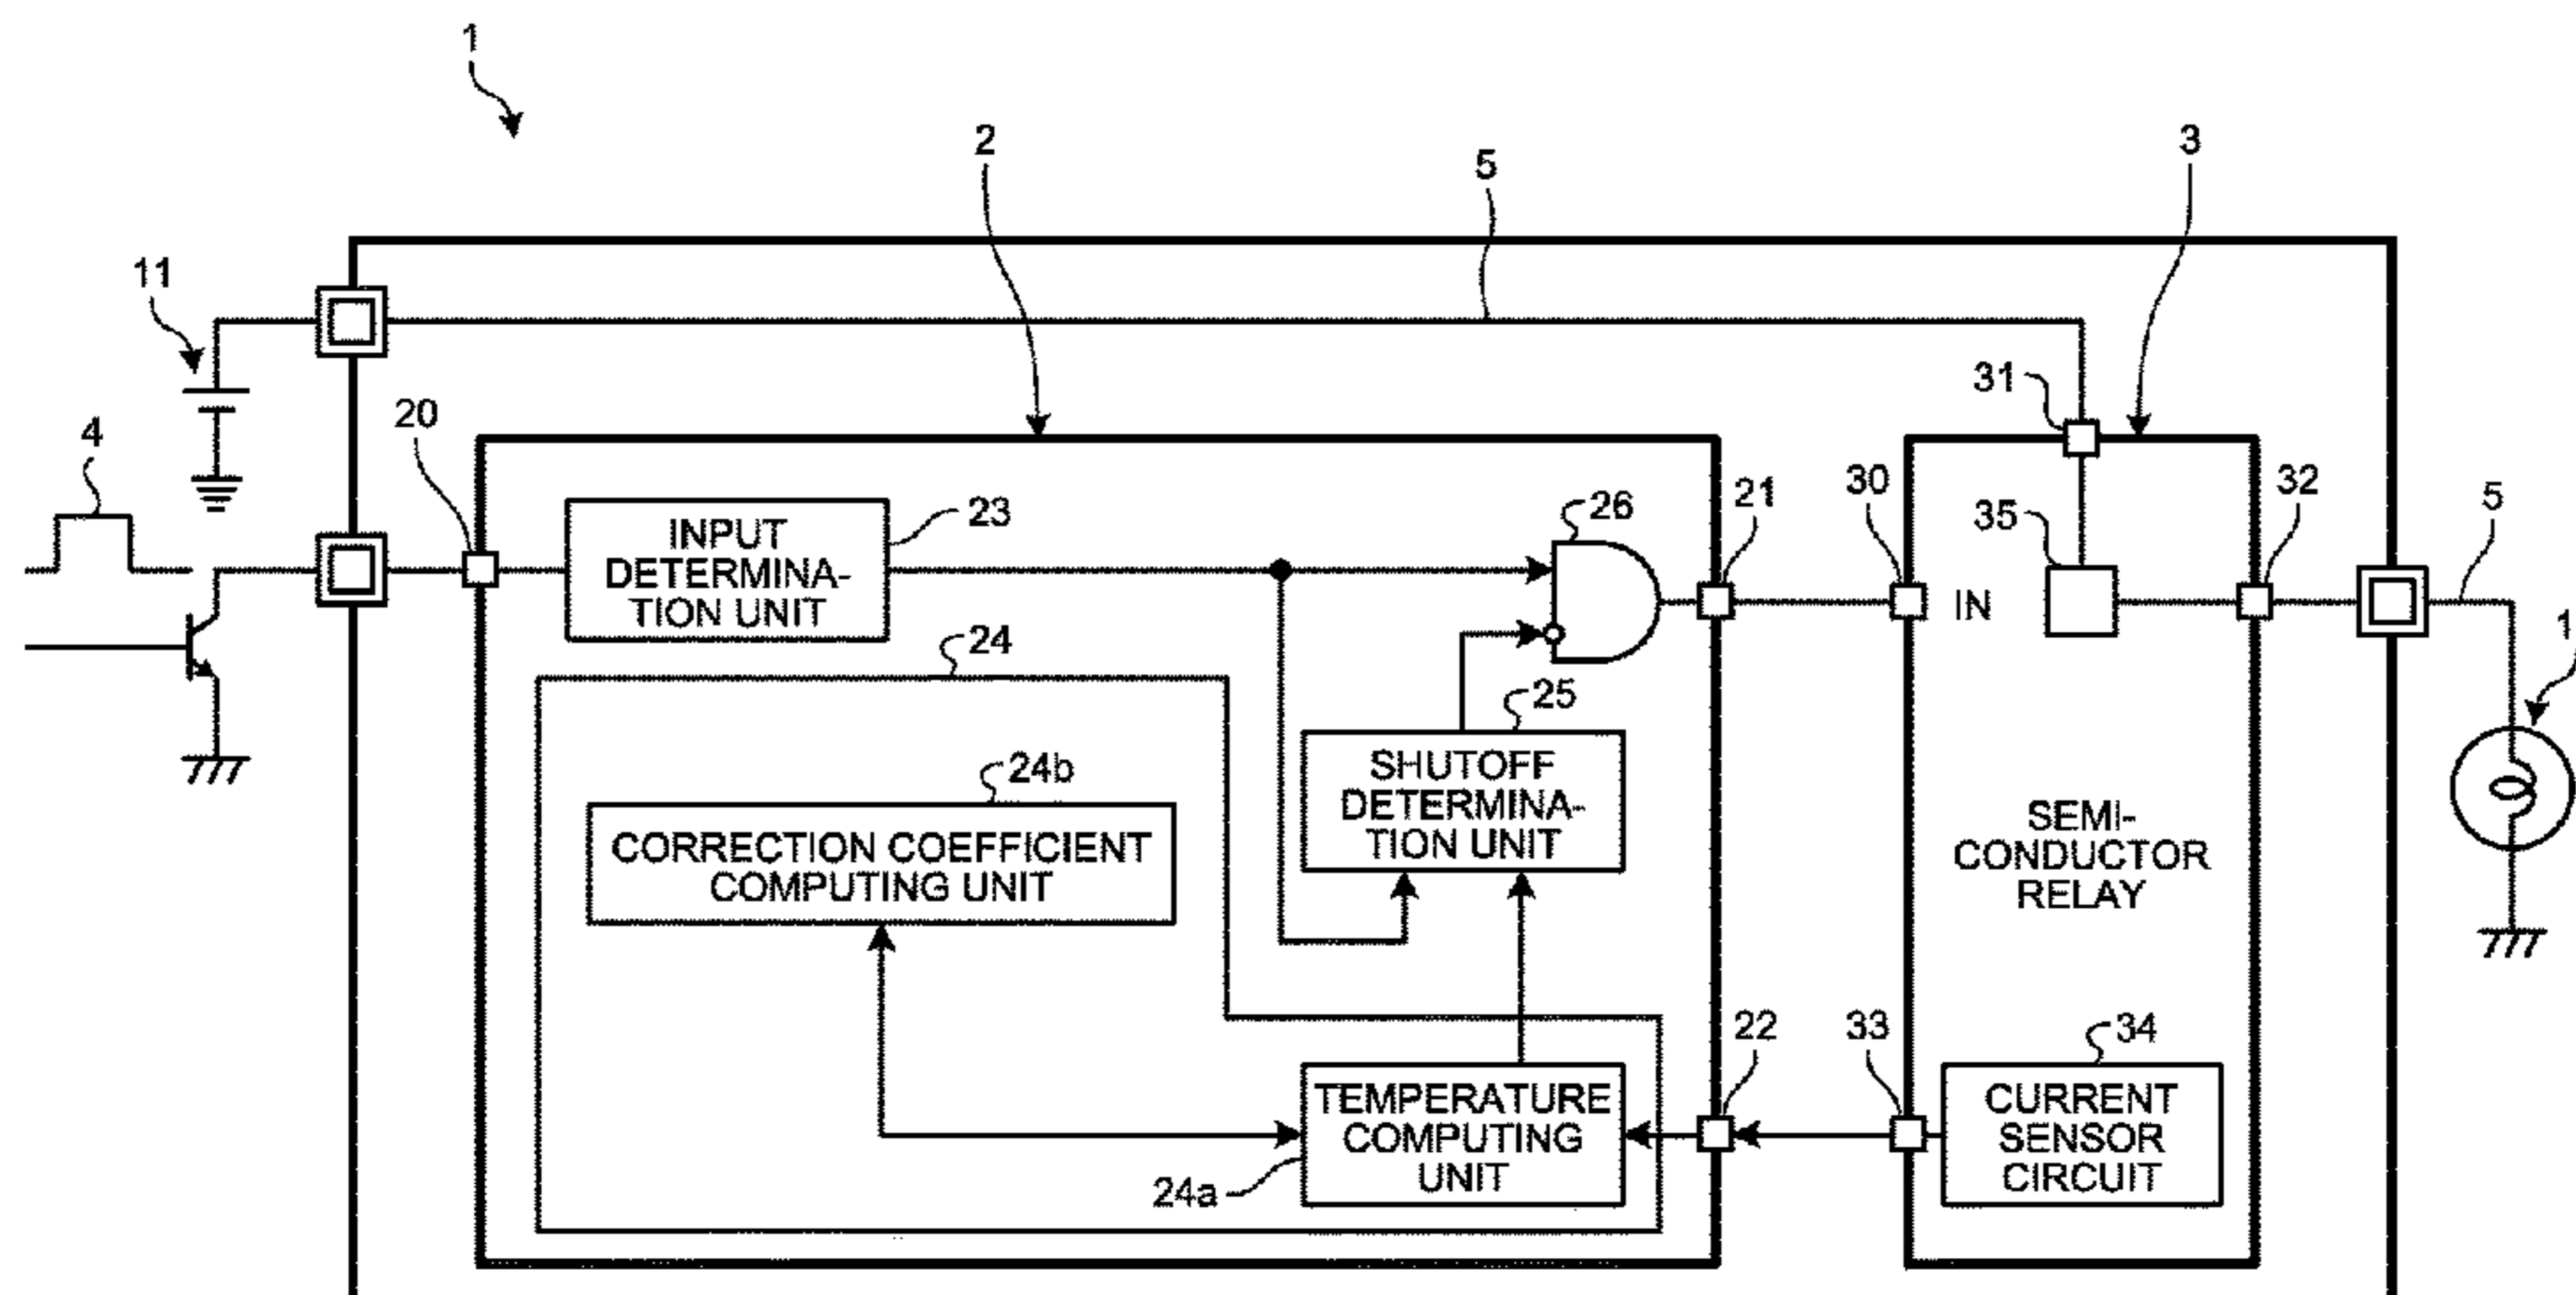 1
2
5
3
11
31
20
4
26
21
30
35
32
5
23
INPUT
DETERMINA-
TION UNIT
IN
24
25
1
SHUTOFF
DETERMINA-
TION UNIT
24b
CORRECTION COEFFICIENT
COMPUTING UNIT
SEMI-
CONDUCTOR
RELAY
22
33
34
TEMPERATURE
COMPUTING
UNIT
24a
CURRENT
SENSOR
CIRCUIT